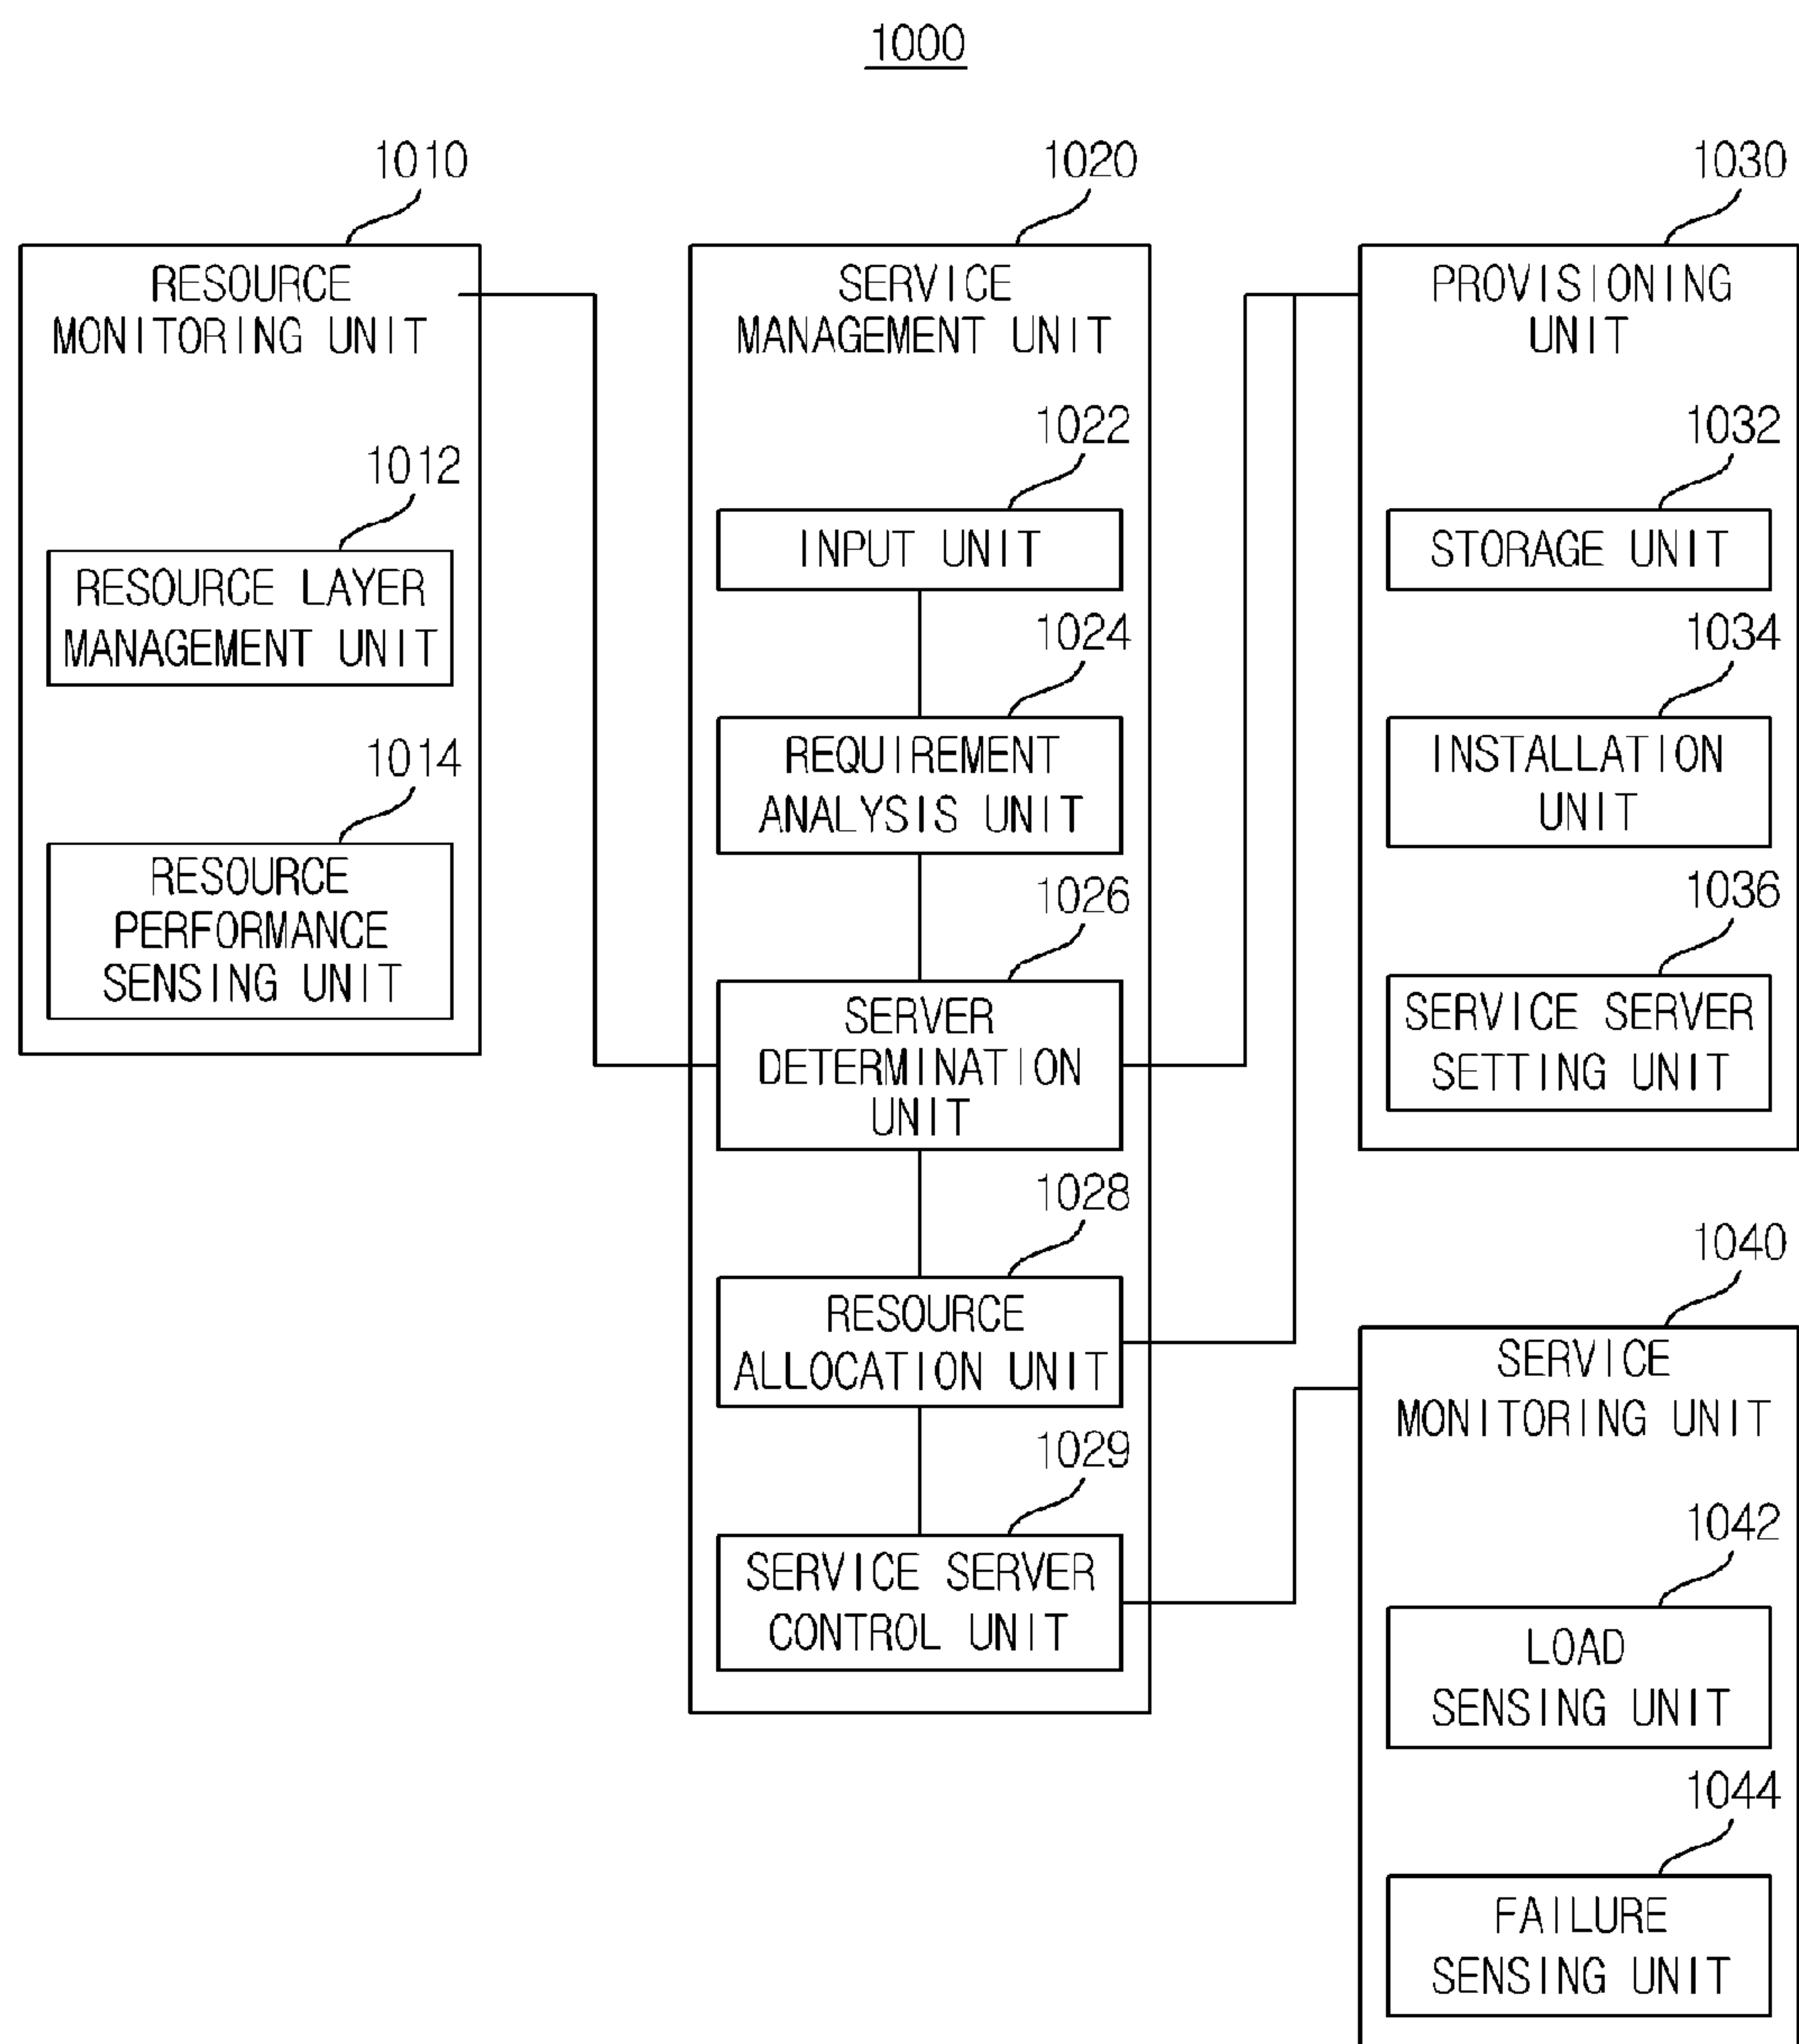 1000
1010
RESOURCE
MONITORING UNIT
1012
RESOURCE LAYER
MANAGEMENT UNIT
1014
RESOURCE
PERFORMANCE
SENSING UNIT
1020
SERVICE
MANAGEMENT UNIT
1022
INPUT UNIT
1024
REQUIREMENT
ANALYSIS UNIT
1026
SERVER
DETERMINATION
UNIT
1028
RESOURCE
ALLOCATION UNIT
1029
SERVICE SERVER
CONTROL UNIT
1030
PROVISIONING
UNIT
1032
STORAGE UNIT
1034
INSTALLATION
UNIT
1036
SERVICE SERVER
SETTING UNIT
1040
SERVICE
MONITORING UNIT
1042
LOAD
SENSING UNIT
1044
FAILURE
SENSING UNIT